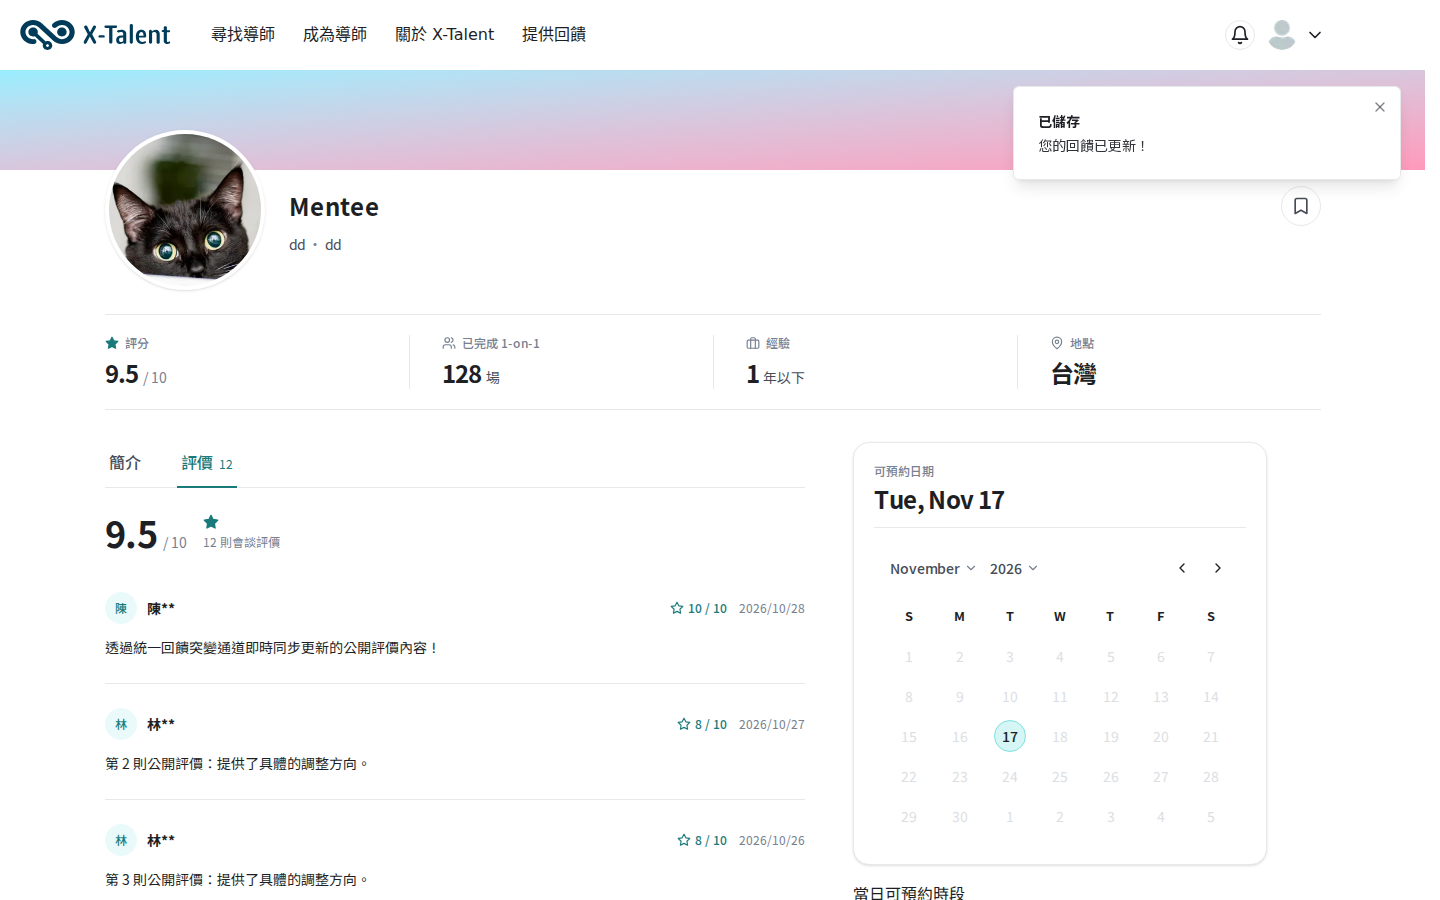 X-Talent
尋找導師
成為導師
關於 X-Talent
提供回饋
已儲存
您的回饋已更新！
Mentee
dd • dd
評分
9.5 / 10
已完成 1-on-1
128 場
經驗
1 年以下
地點
台灣
簡介
評價 12
9.5 / 10
12 則會談評價
陳 陳** 10 / 10 2026/10/28
透過統一回饋突變通道即時同步更新的公開評價內容！
林 林** 8 / 10 2026/10/27
第 2 則公開評價：提供了具體的調整方向。
林 林** 8 / 10 2026/10/26
第 3 則公開評價：提供了具體的調整方向。
可預約日期
Tue, Nov 17
November 2026
S M T W T F S
1 2 3 4 5 6 7
8 9 10 11 12 13 14
15 16 17 18 19 20 21
22 23 24 25 26 27 28
29 30 1 2 3 4 5
當日可預約時段